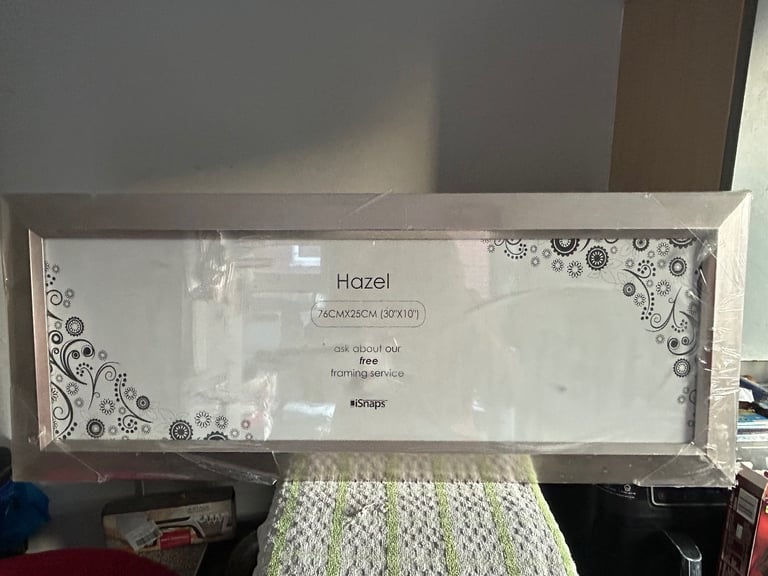 Hazel
76CMX25CM (30"X10")
ask about our
free
framing service
iSnaps